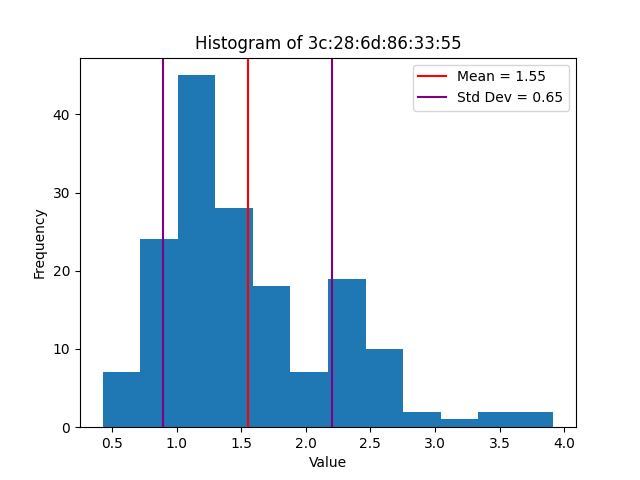 Histogram of 3c:28:6d:86:33:55
Mean = 1.55
Std Dev = 0.65
Frequency
40
30
20
10
0
0.5 1.0 1.5 2.0 2.5 3.0 3.5 4.0
Value